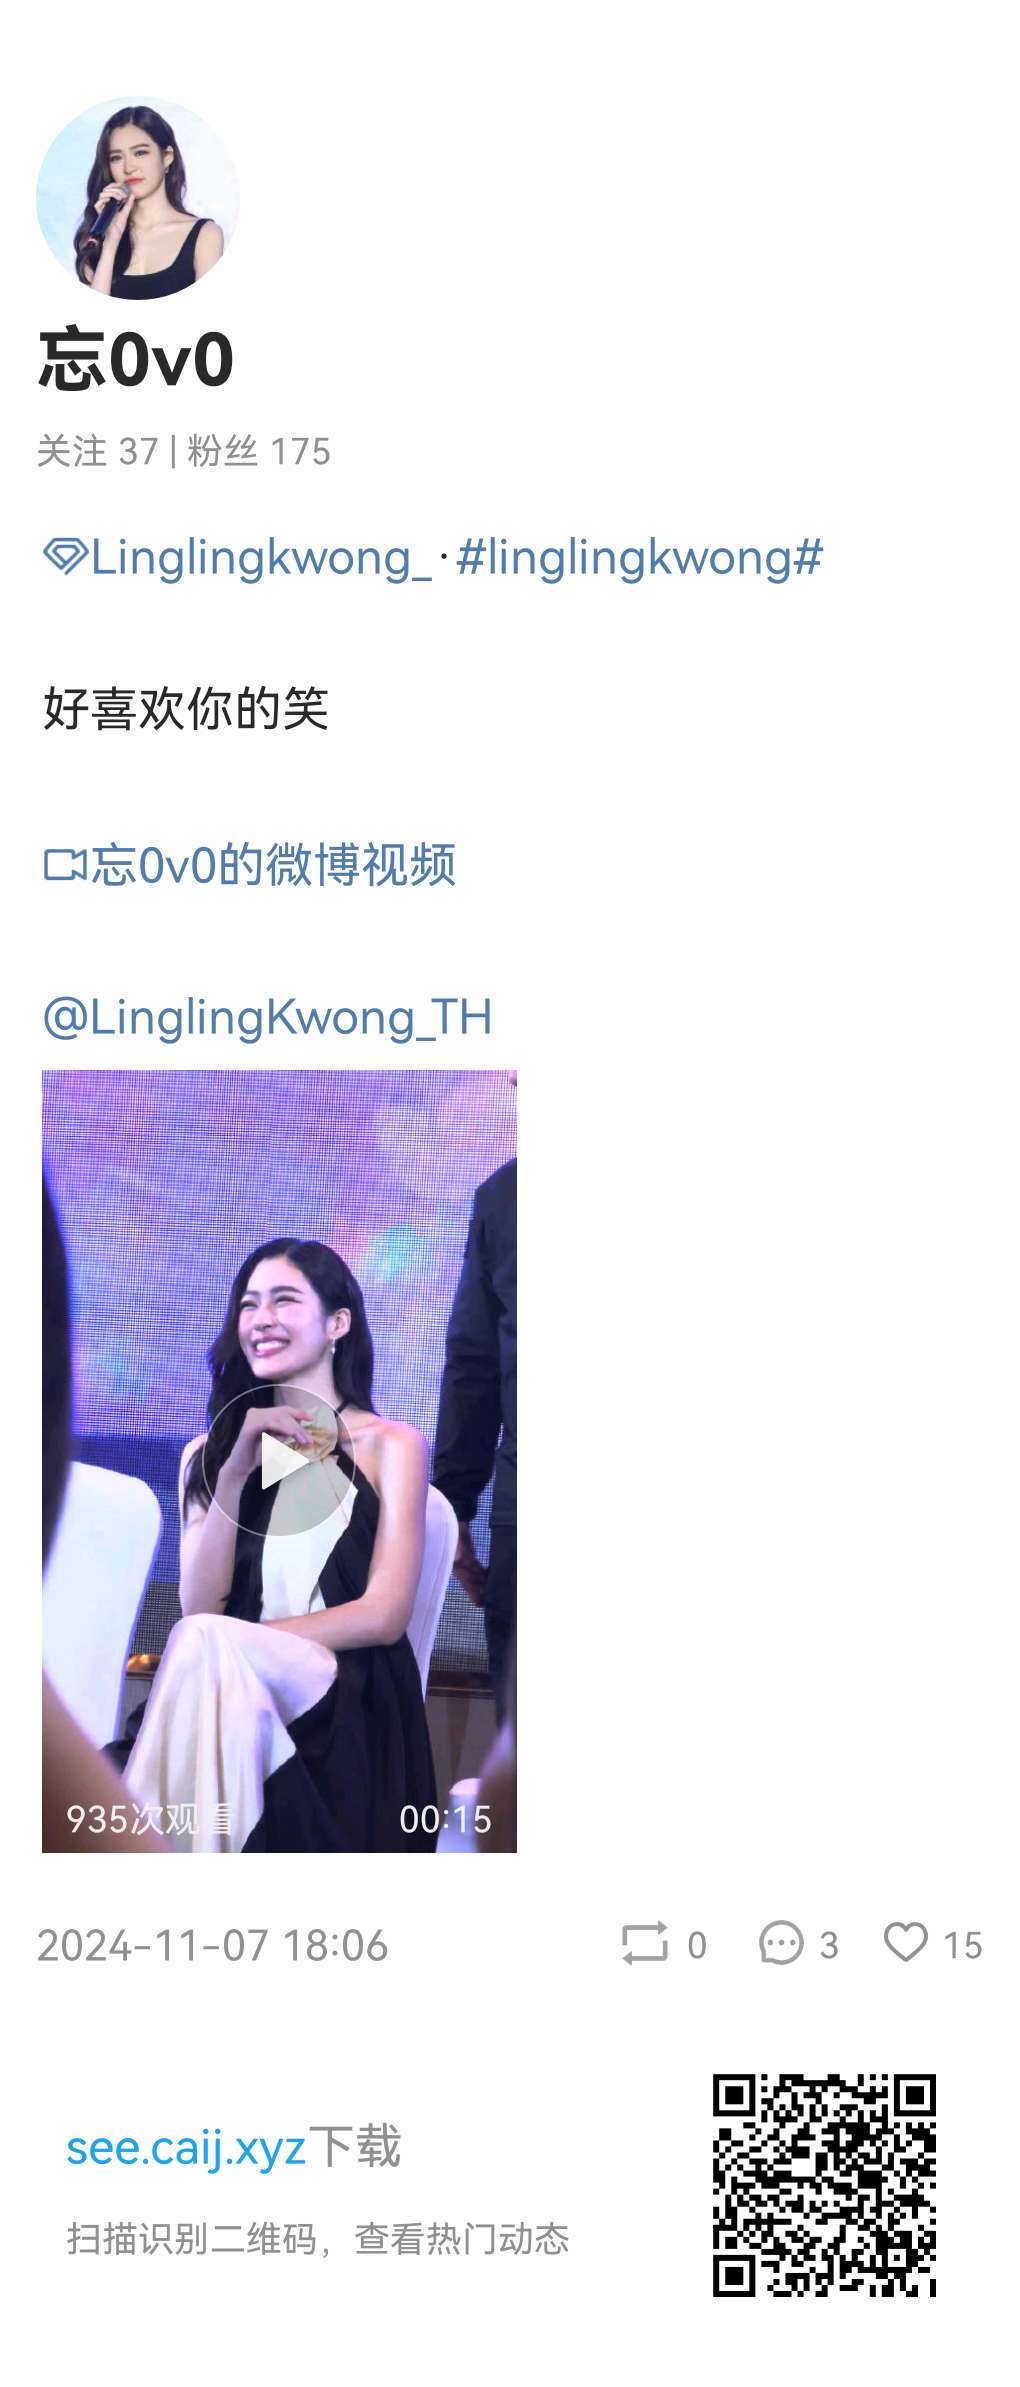 忘0v0
关注 37 | 粉丝 175
Linglingkwong_·#linglingkwong#
好喜欢你的笑
忘0v0的微博视频
@LinglingKwong_TH
935次观看
00:15
2024-11-07 18:06
0
3
15
see.caij.xyz下载
扫描识别二维码，查看热门动态